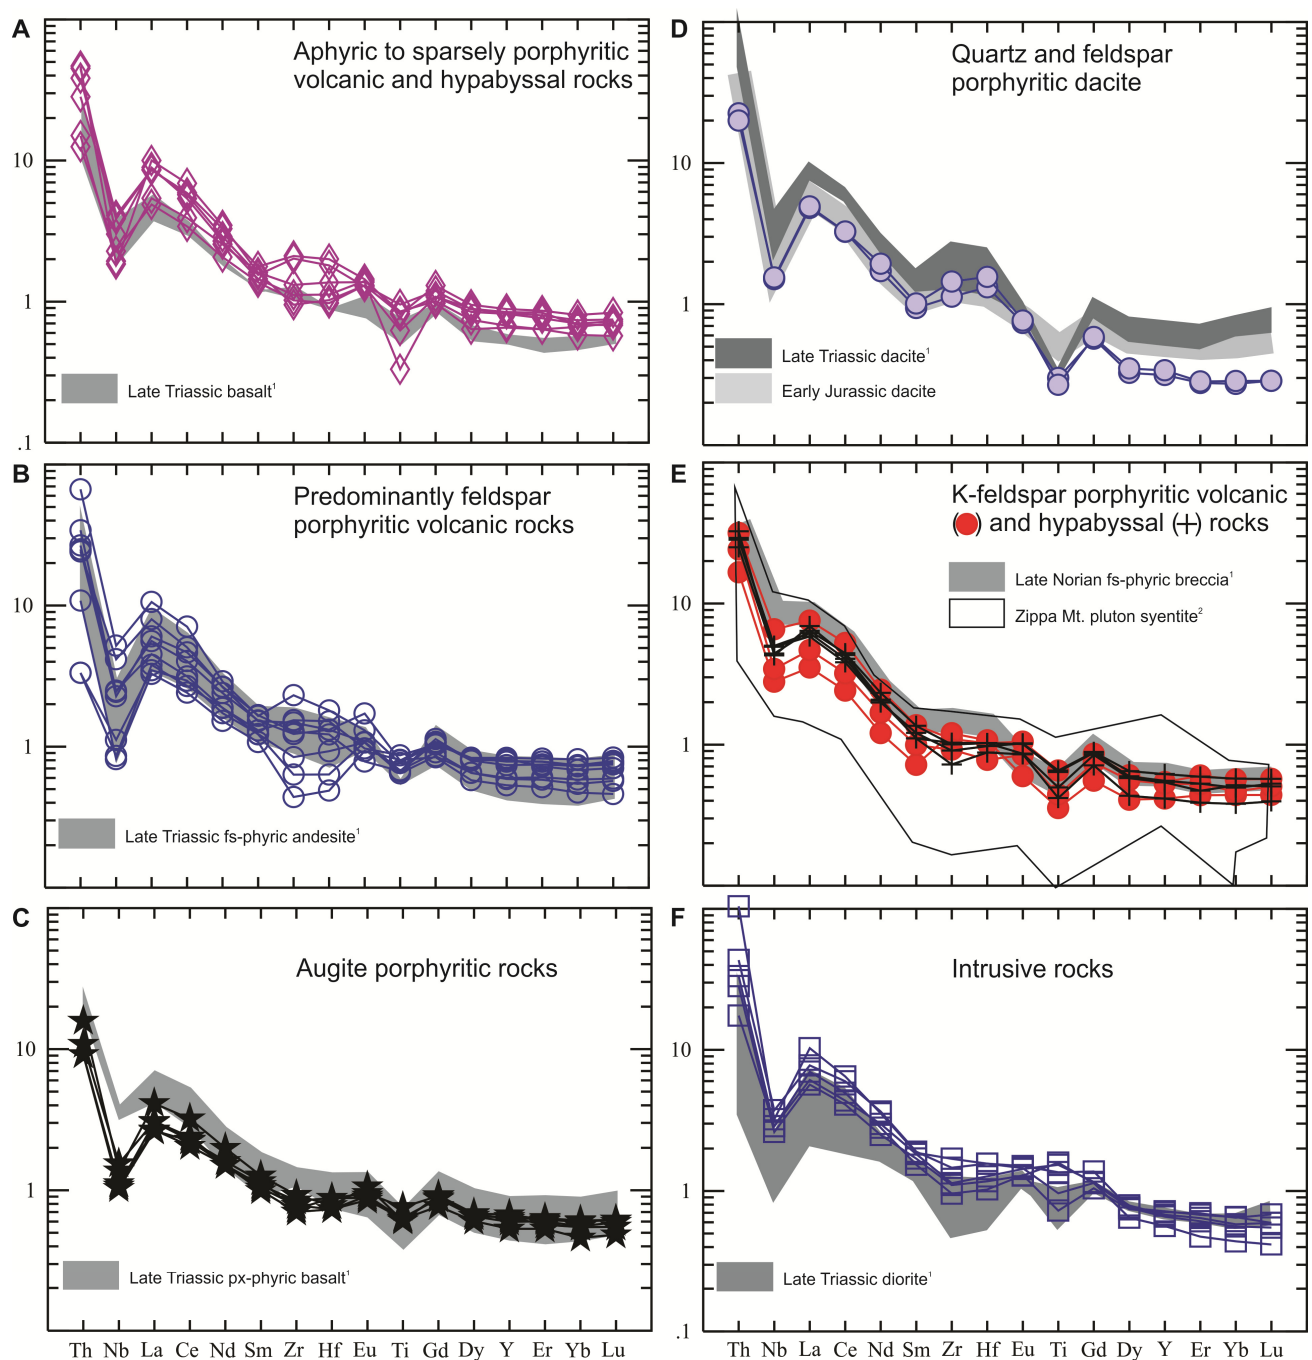 A
Aphyric to sparsely porphyritic
volcanic and hypabyssal rocks
10
1
.1
Late Triassic basalt¹
B
Predominantly feldspar
porphyritic volcanic rocks
10
1
Late Triassic fs-phyric andesite¹
C
Augite porphyritic rocks
10
1
Late Triassic px-phyric basalt¹
Th Nb La Ce Nd Sm Zr Hf Eu Ti Gd Dy Y Er Yb Lu
D
Quartz and feldspar
porphyritic dacite
10
1
Late Triassic dacite¹
Early Jurassic dacite
E
K-feldspar porphyritic volcanic
() and hypabyssal (+) rocks
10
1
Late Norian fs-phyric breccia¹
Zippa Mt. pluton syentite²
F
Intrusive rocks
10
1
.1
Late Triassic diorite¹
Th Nb La Ce Nd Sm Zr Hf Eu Ti Gd Dy Y Er Yb Lu